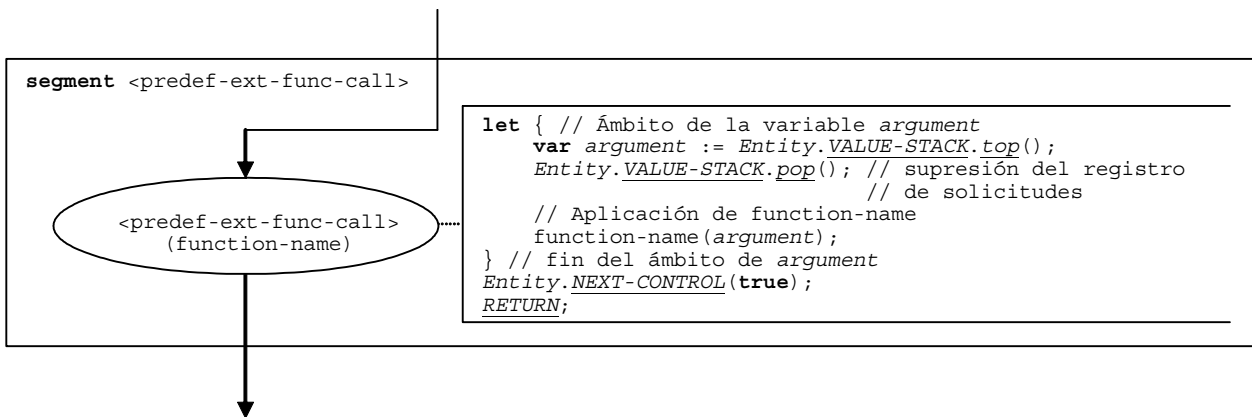 segment <predef-ext-func-call>
let { // Ámbito de la variable argument
var argument := Entity.VALUE-STACK.top();
Entity.VALUE-STACK.pop(); // supresión del registro
// de solicitudes
// Aplicación de function-name
function-name(argument);
} // fin del ámbito de argument
Entity.NEXT-CONTROL(true);
RETURN;
<predef-ext-func-call>
(function-name)